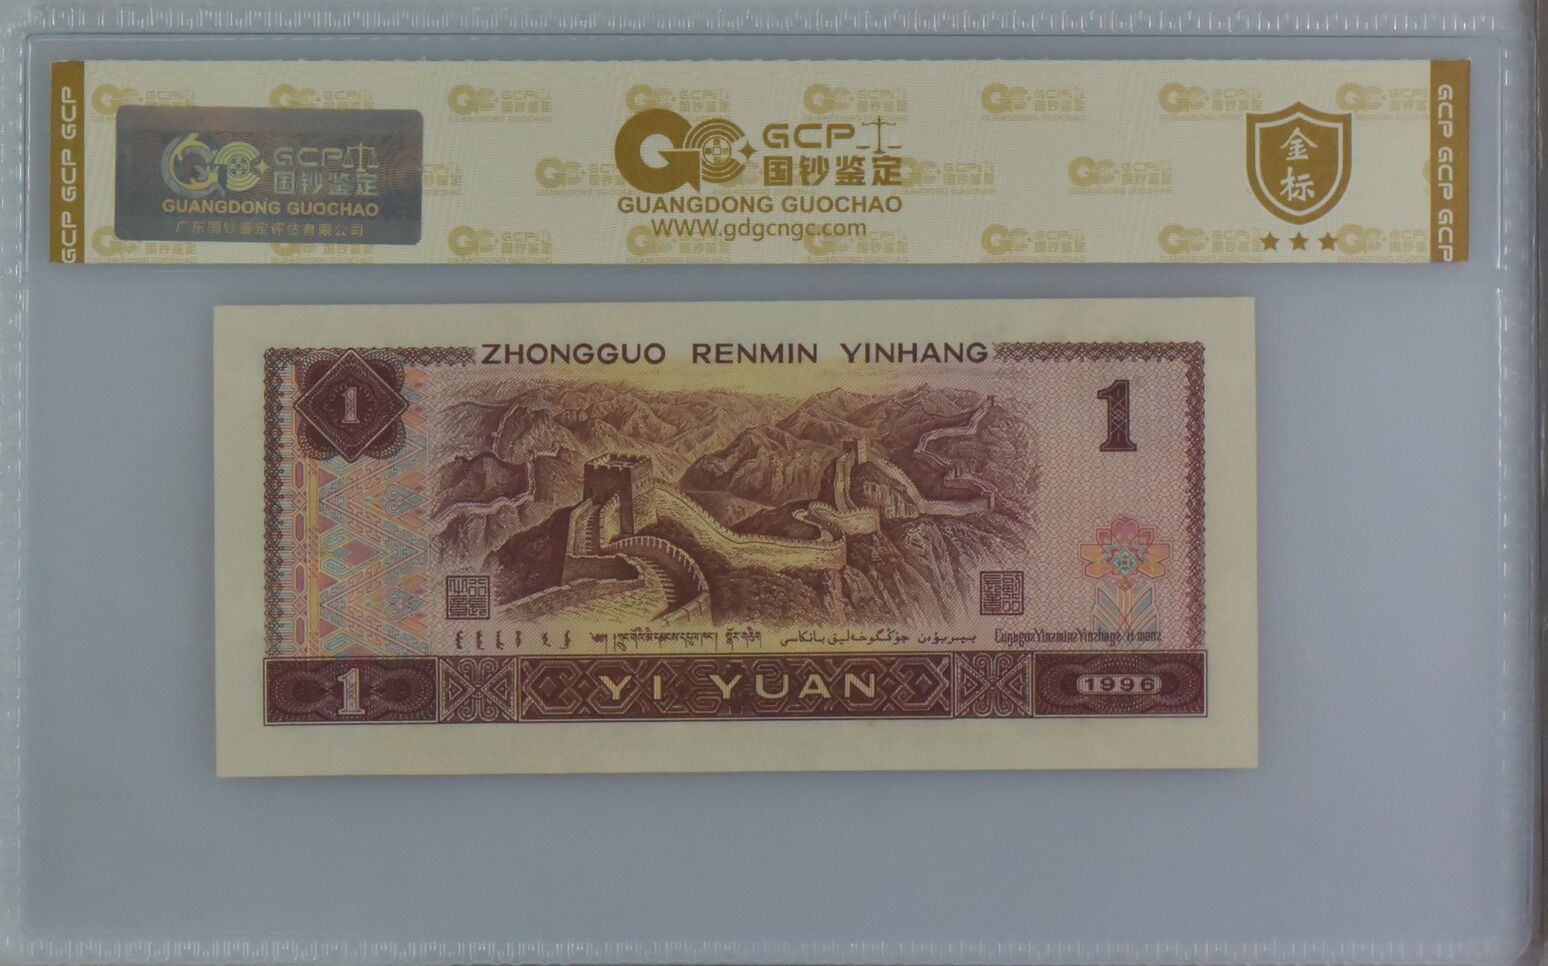 GCP GCP GCP
GCP
国钞鉴定
GUANGDONG GUOCHAO
广东国钞鉴定评估有限公司
GCP
国钞鉴定
GUANGDONG GUOCHAO
WWW.gdgcngc.com
金标
GCP GCP GCP
ZHONGGUO RENMIN YINHANG
1
1
1
YI YUAN
1996